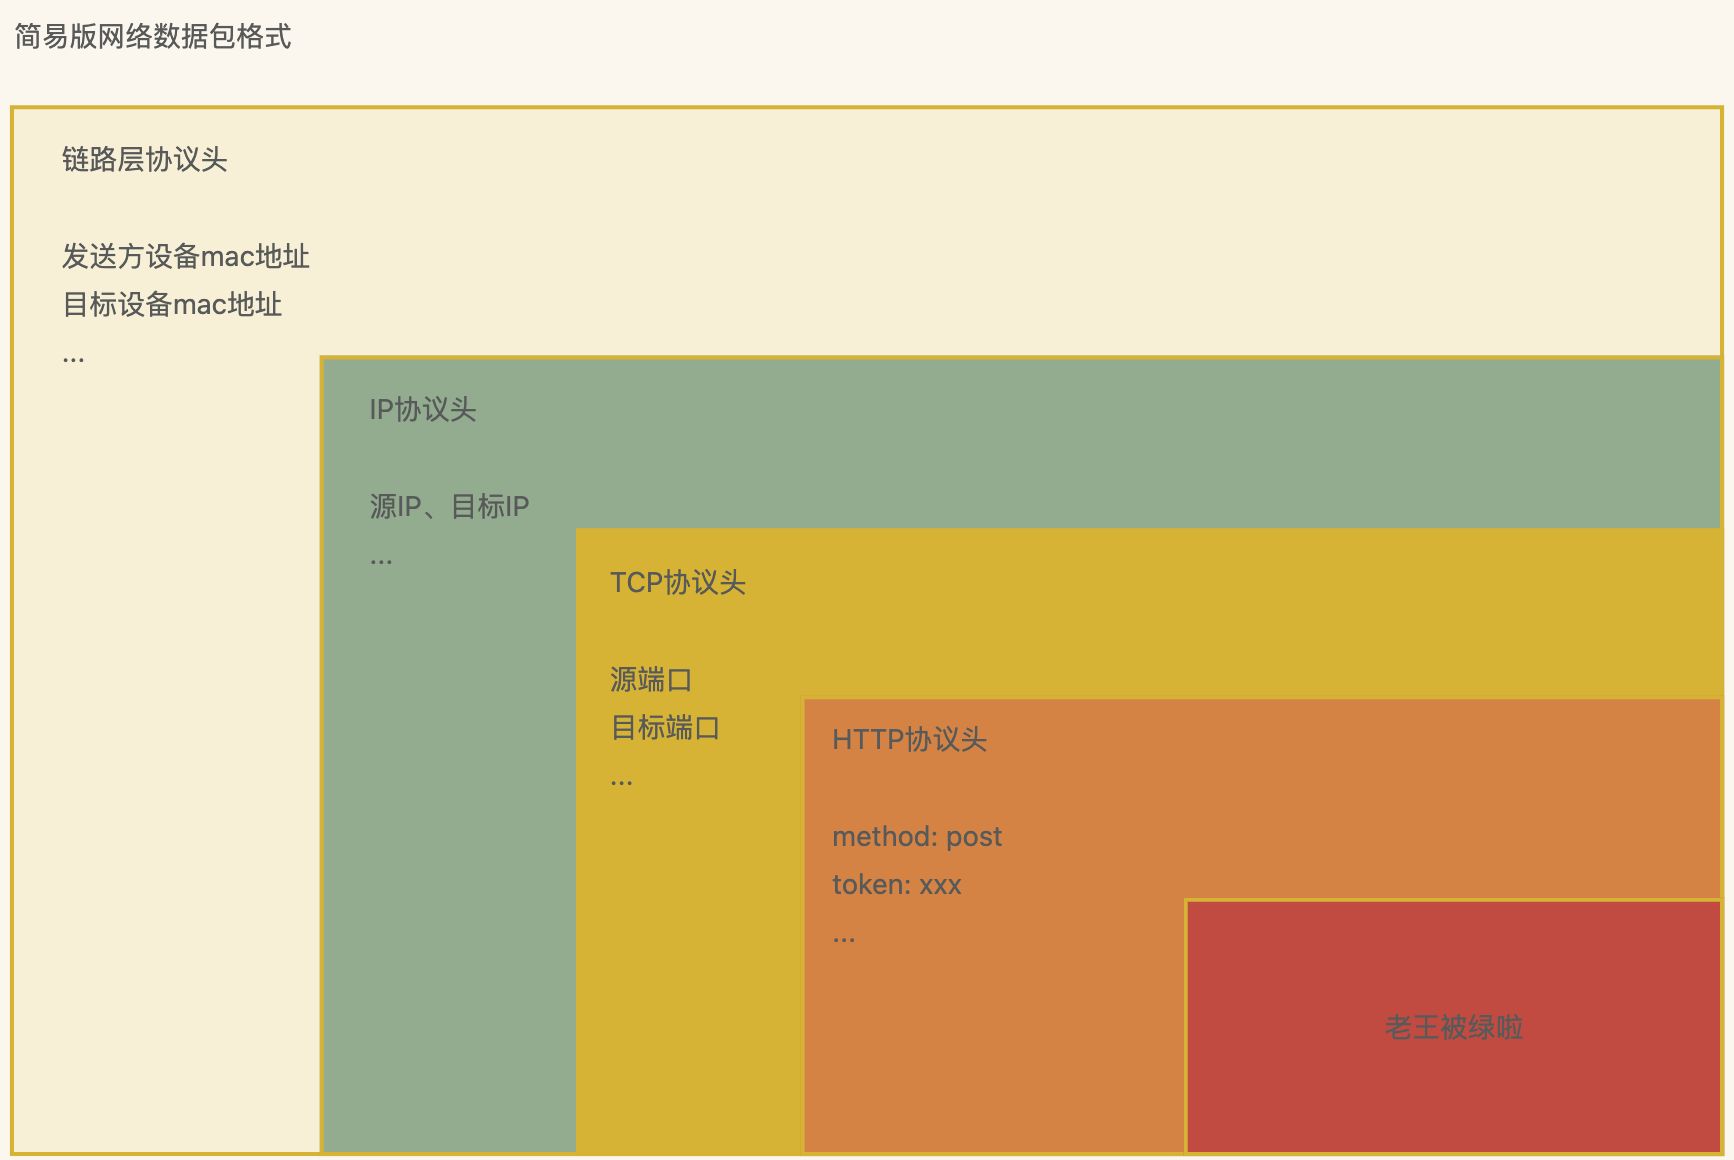 简易版网络数据包格式
链路层协议头
发送方设备mac地址
目标设备mac地址
...
IP协议头
源IP、目标IP
...
TCP协议头
源端口
目标端口
...
HTTP协议头
method: post
token: xxx
...
老王被绿啦